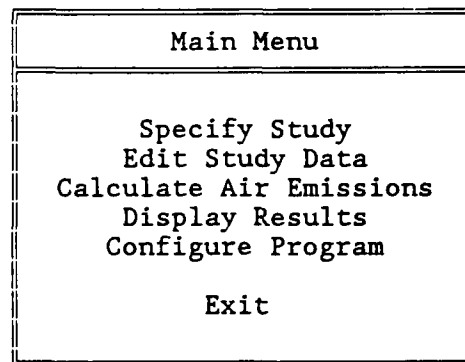 Main Menu
Specify Study
Edit Study Data
Calculate Air Emissions
Display Results
Configure Program
Exit